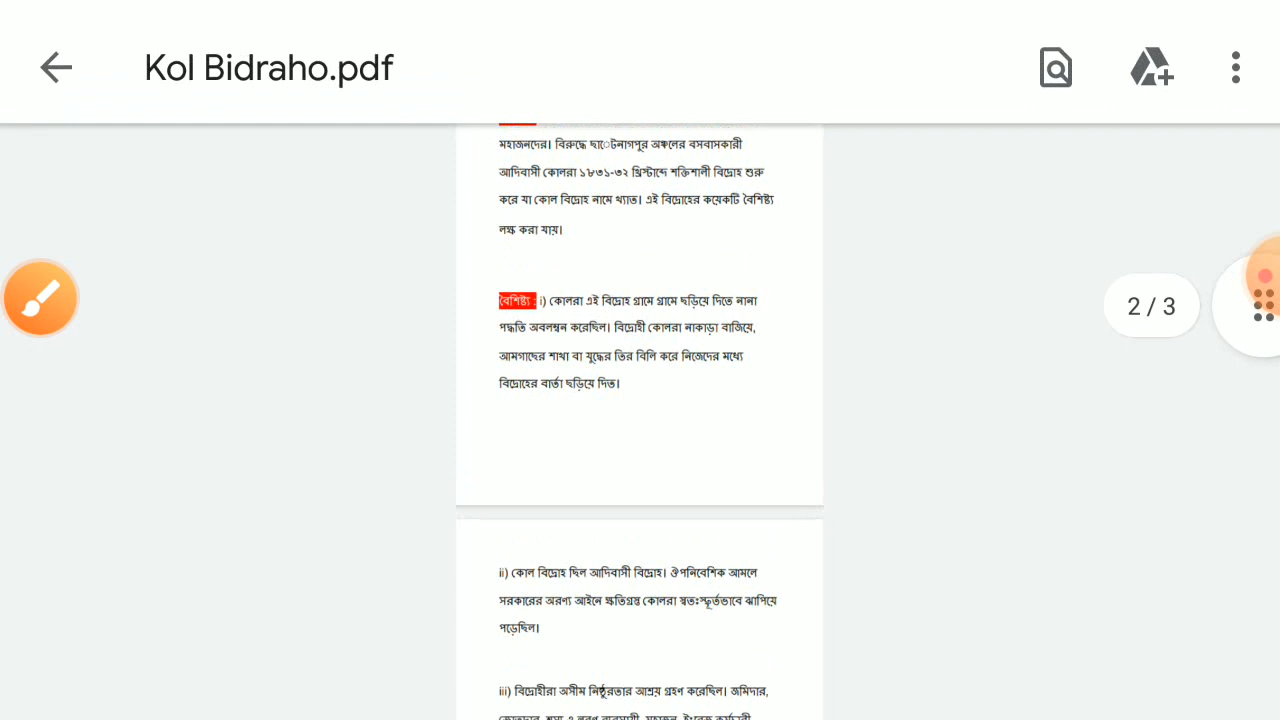 Kol Bidraho.pdf
মহাজনদের। বিরুদ্ধে ছাোটনাগপুর অঞ্চলের বসবাসকারী
আদিবাসী কোলরা ১৮৩১-৩২ খ্রিস্টাব্দে শক্তিশালী বিদ্রোহ শুরু
করে যা কোল বিদ্রোহ নামে খ্যাত। এই বিদ্রোহের কয়েকটি বৈশিষ্ট্য
লক্ষ করা যায়।
বৈশিষ্ট্য : i) কোলরা এই বিদ্রোহ গ্রামে গ্রামে ছড়িয়ে দিতে নানা
পদ্ধতি অবলম্বন করেছিল। বিদ্রোহী কোলরা নাকাড়া বাজিয়ে,
আমগাছের শাখা বা যুদ্ধের তির বিলি করে নিজেদের মধ্যে
বিদ্রোহের বার্তা ছড়িয়ে দিত।
2 / 3
ii) কোল বিদ্রোহ ছিল আদিবাসী বিদ্রোহ। ঔপনিবেশিক আমলে
সরকারের অরণ্য আইনে ক্ষতিগ্রস্ত কোলরা স্বতঃস্ফূর্তভাবে ঝাপিয়ে
পড়েছিল।
iii) বিদ্রোহীরা অসীম নিষ্ঠুরতার আশ্রয় গ্রহণ করেছিল। জমিদার,